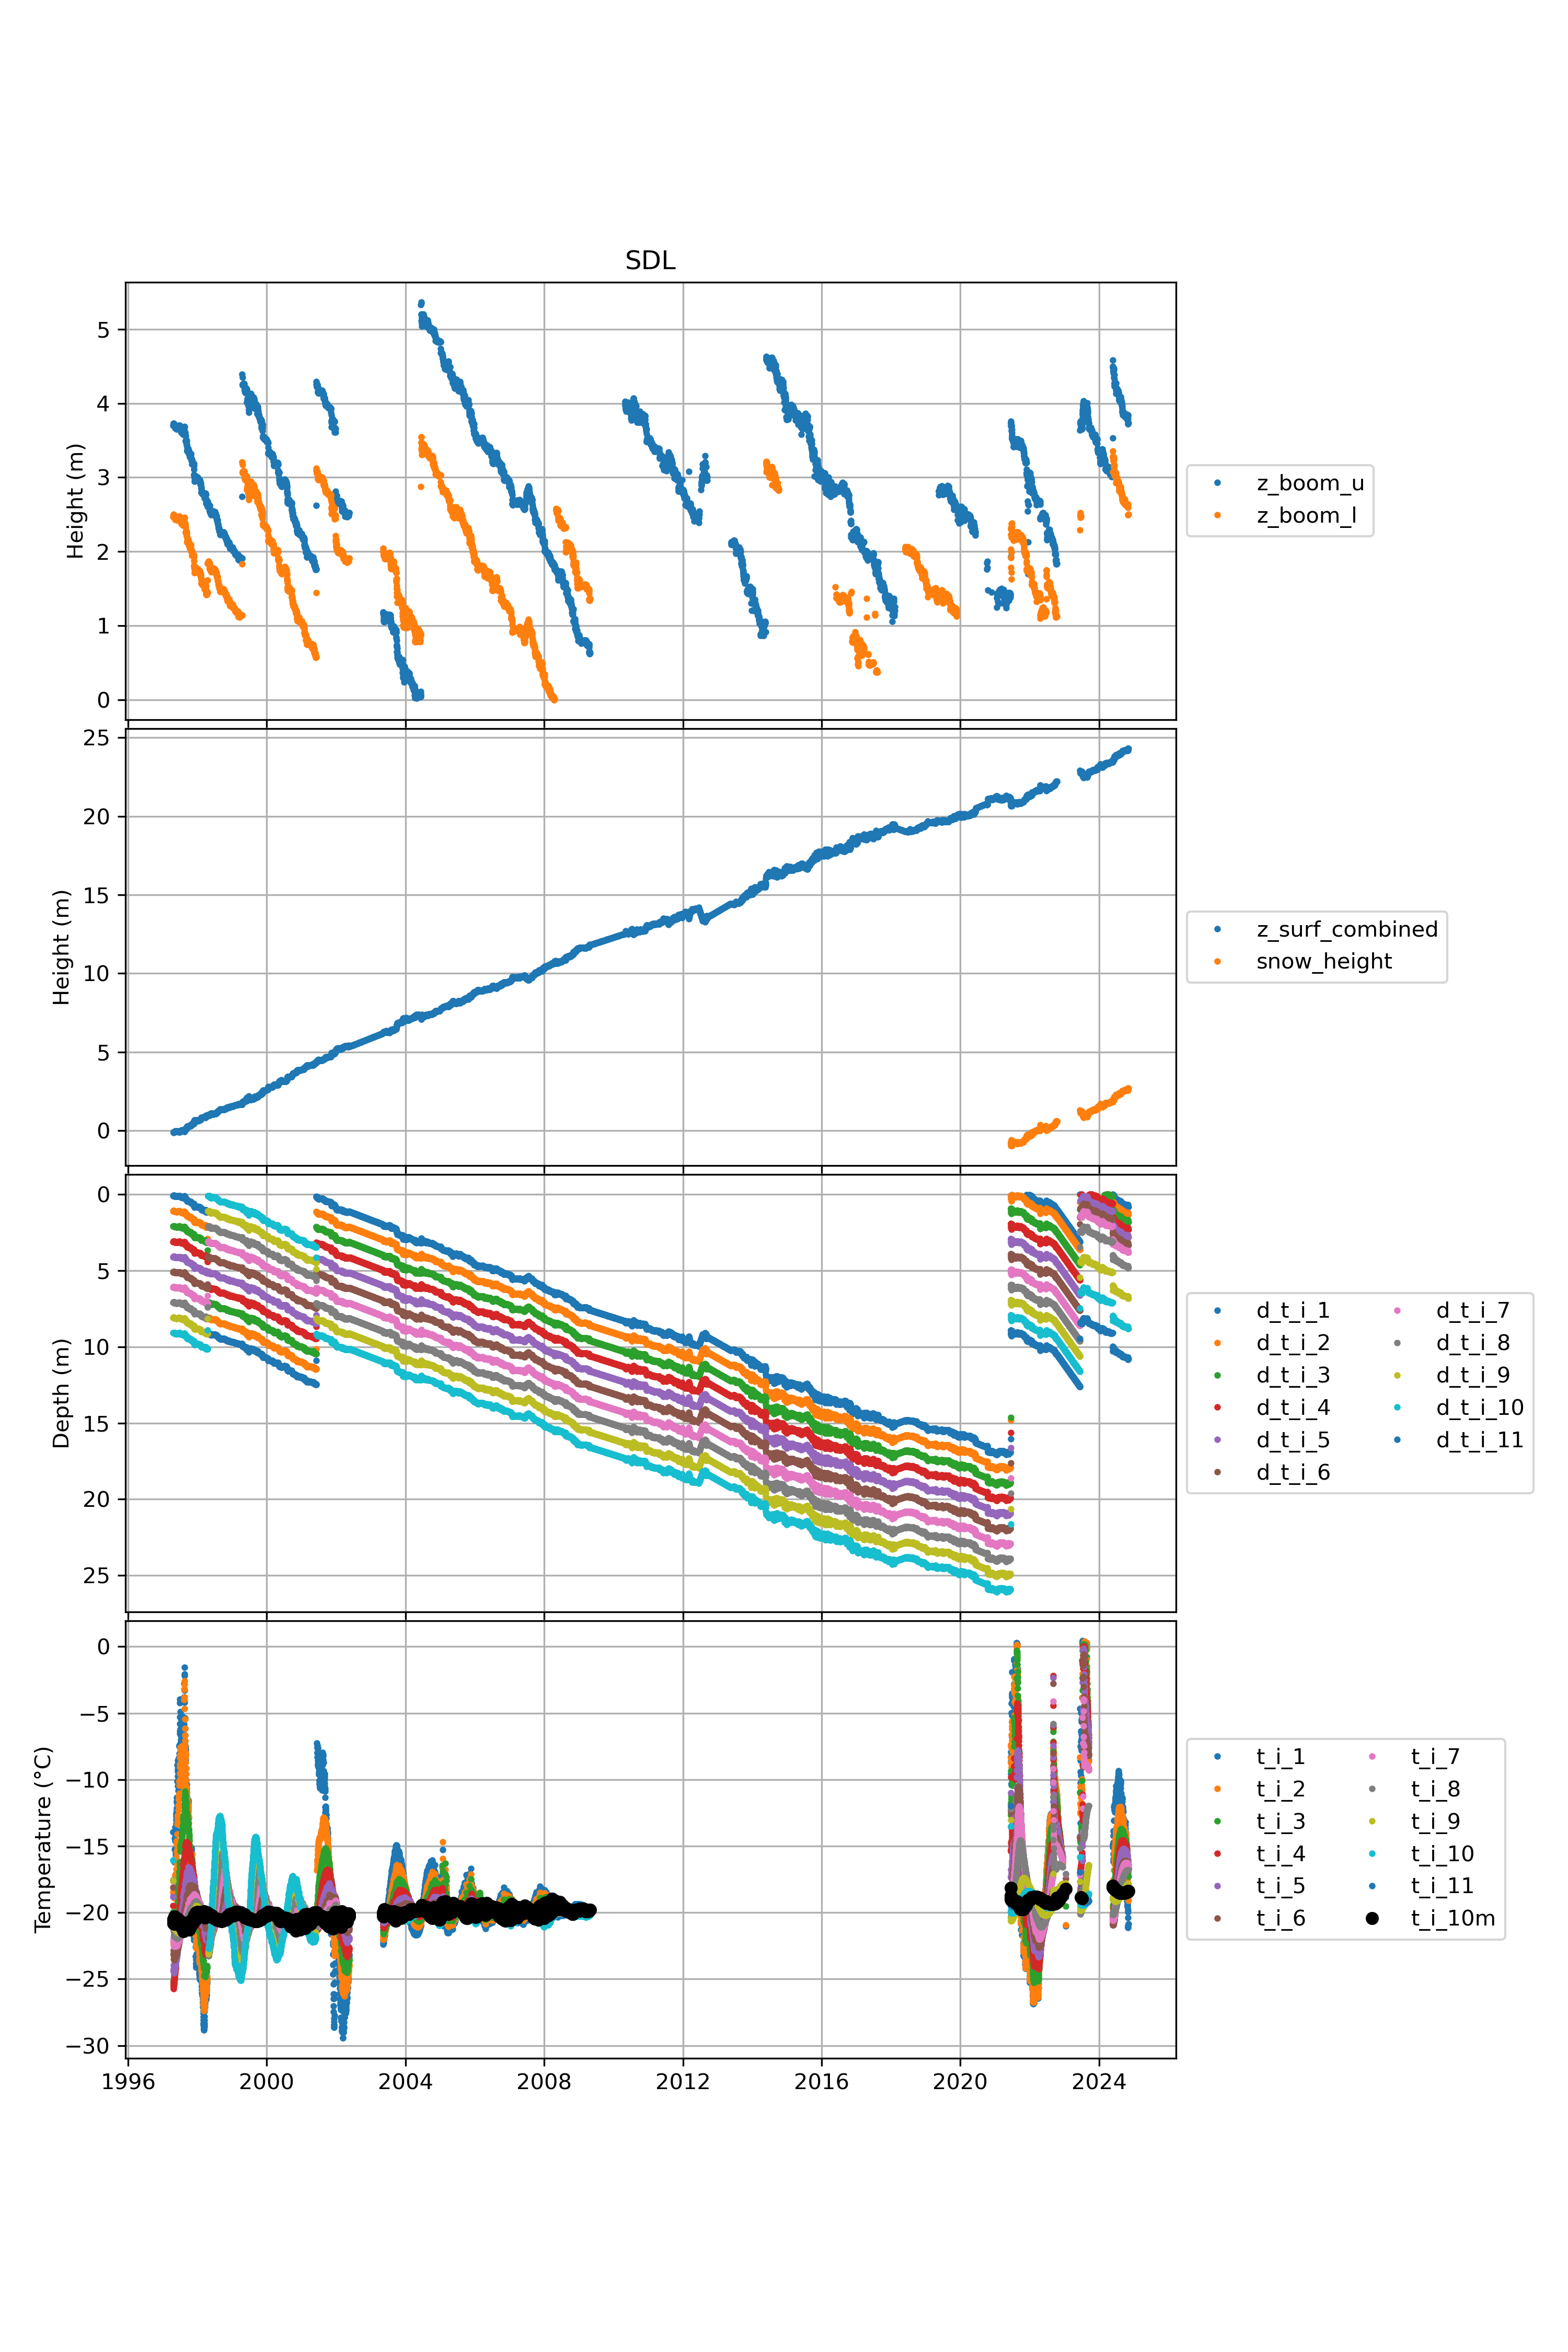 SDL
Height (m)
5
4
3
2
1
0
z_boom_u
z_boom_l
Height (m)
25
20
15
10
5
0
z_surf_combined
snow_height
Depth (m)
0
5
10
15
20
25
d_t_i_1
d_t_i_2
d_t_i_3
d_t_i_4
d_t_i_5
d_t_i_6
d_t_i_7
d_t_i_8
d_t_i_9
d_t_i_10
d_t_i_11
Temperature (°C)
0
−5
−10
−15
−20
−25
−30
t_i_1
t_i_2
t_i_3
t_i_4
t_i_5
t_i_6
t_i_7
t_i_8
t_i_9
t_i_10
t_i_11
t_i_10m
1996 2000 2004 2008 2012 2016 2020 2024